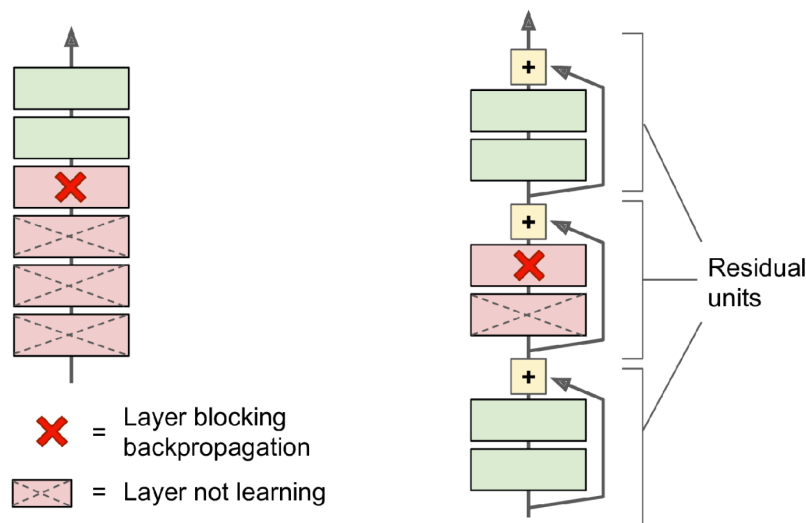 +
+
+
Residual
units
= Layer blocking
backpropagation
= Layer not learning